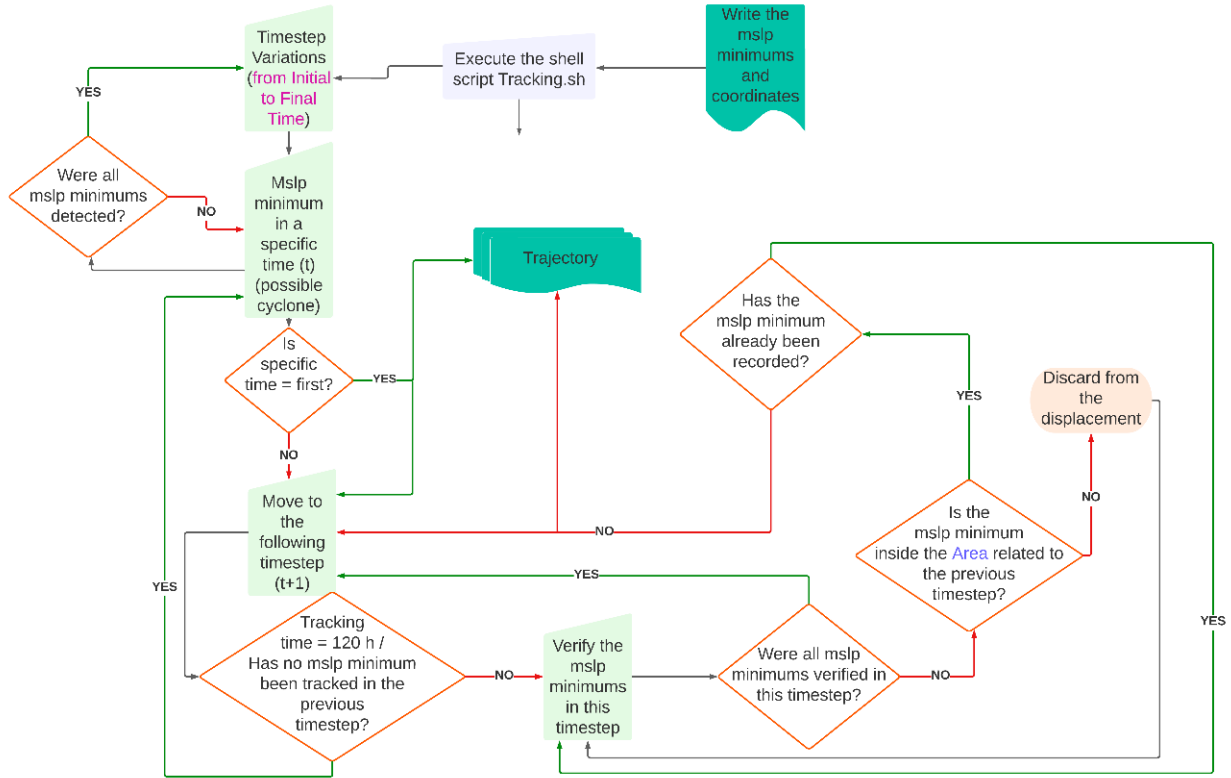 Write the
mslp
minimums
and
coordinates
Execute the shell
script Tracking.sh
Timestep
Variations
(from Initial
to Final
Time)
YES
Were all
mslp minimums
detected?
NO
Mslp
minimum
in a
specific
time (t)
(possible
cyclone)
Trajectory
Is
specific
time = first?
YES
NO
Has the
mslp minimum
already been
recorded?
YES
Discard from
the
displacement
NO
Move to
the
following
timestep
(t+1)
NO
Is the
mslp minimum
inside the Area related to
the previous
timestep?
YES
YES
YES
Tracking
time = 120 h /
Has no mslp minimum
been tracked in the
previous
timestep?
NO
Verify the
mslp
minimums
in this
timestep
Were all mslp
minimums verified in
this timestep?
NO